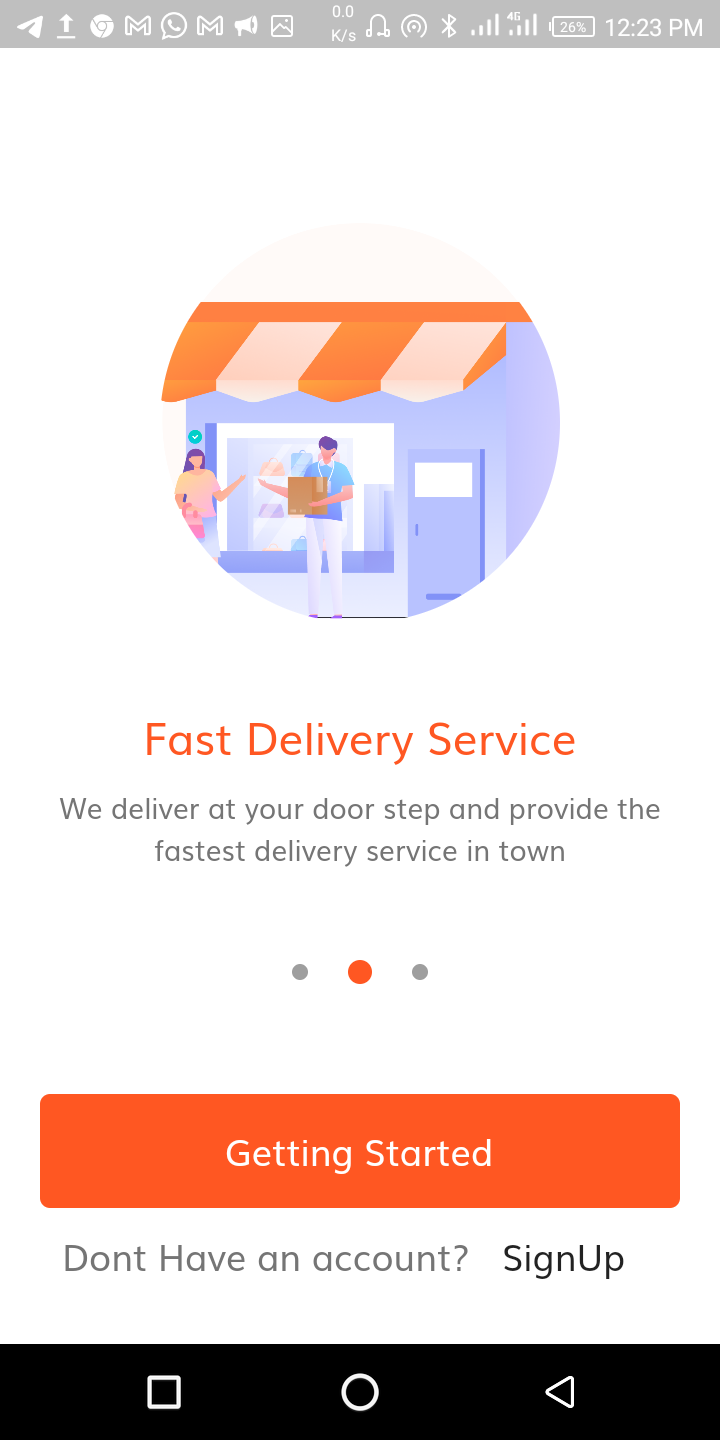 0.0
K/s
4G
26%
12:23 PM
Fast Delivery Service
We deliver at your door step and provide the
fastest delivery service in town
Getting Started
Dont Have an account? SignUp